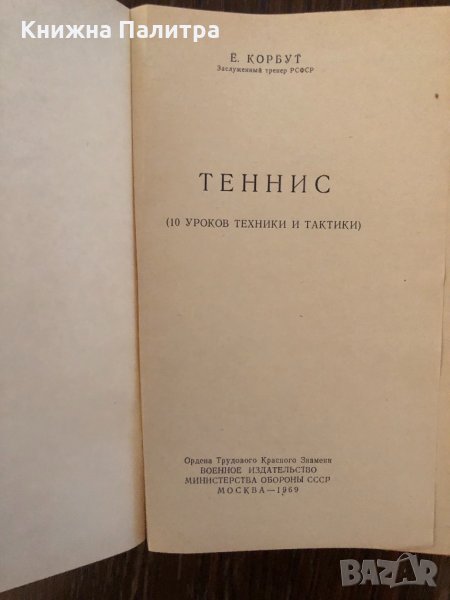 Книжна Палитра
Е. КОРБУТ
Заслуженный тренер РСФСР
ТЕННИС
(10 УРОКОВ ТЕХНИКИ И ТАКТИКИ)
Ордена Трудового Красного Знамени
ВОЕННОЕ ИЗДАТЕЛЬСТВО
МИНИСТЕРСТВА ОБОРОНЫ СССР
МОСКВА—1969
BAZAR